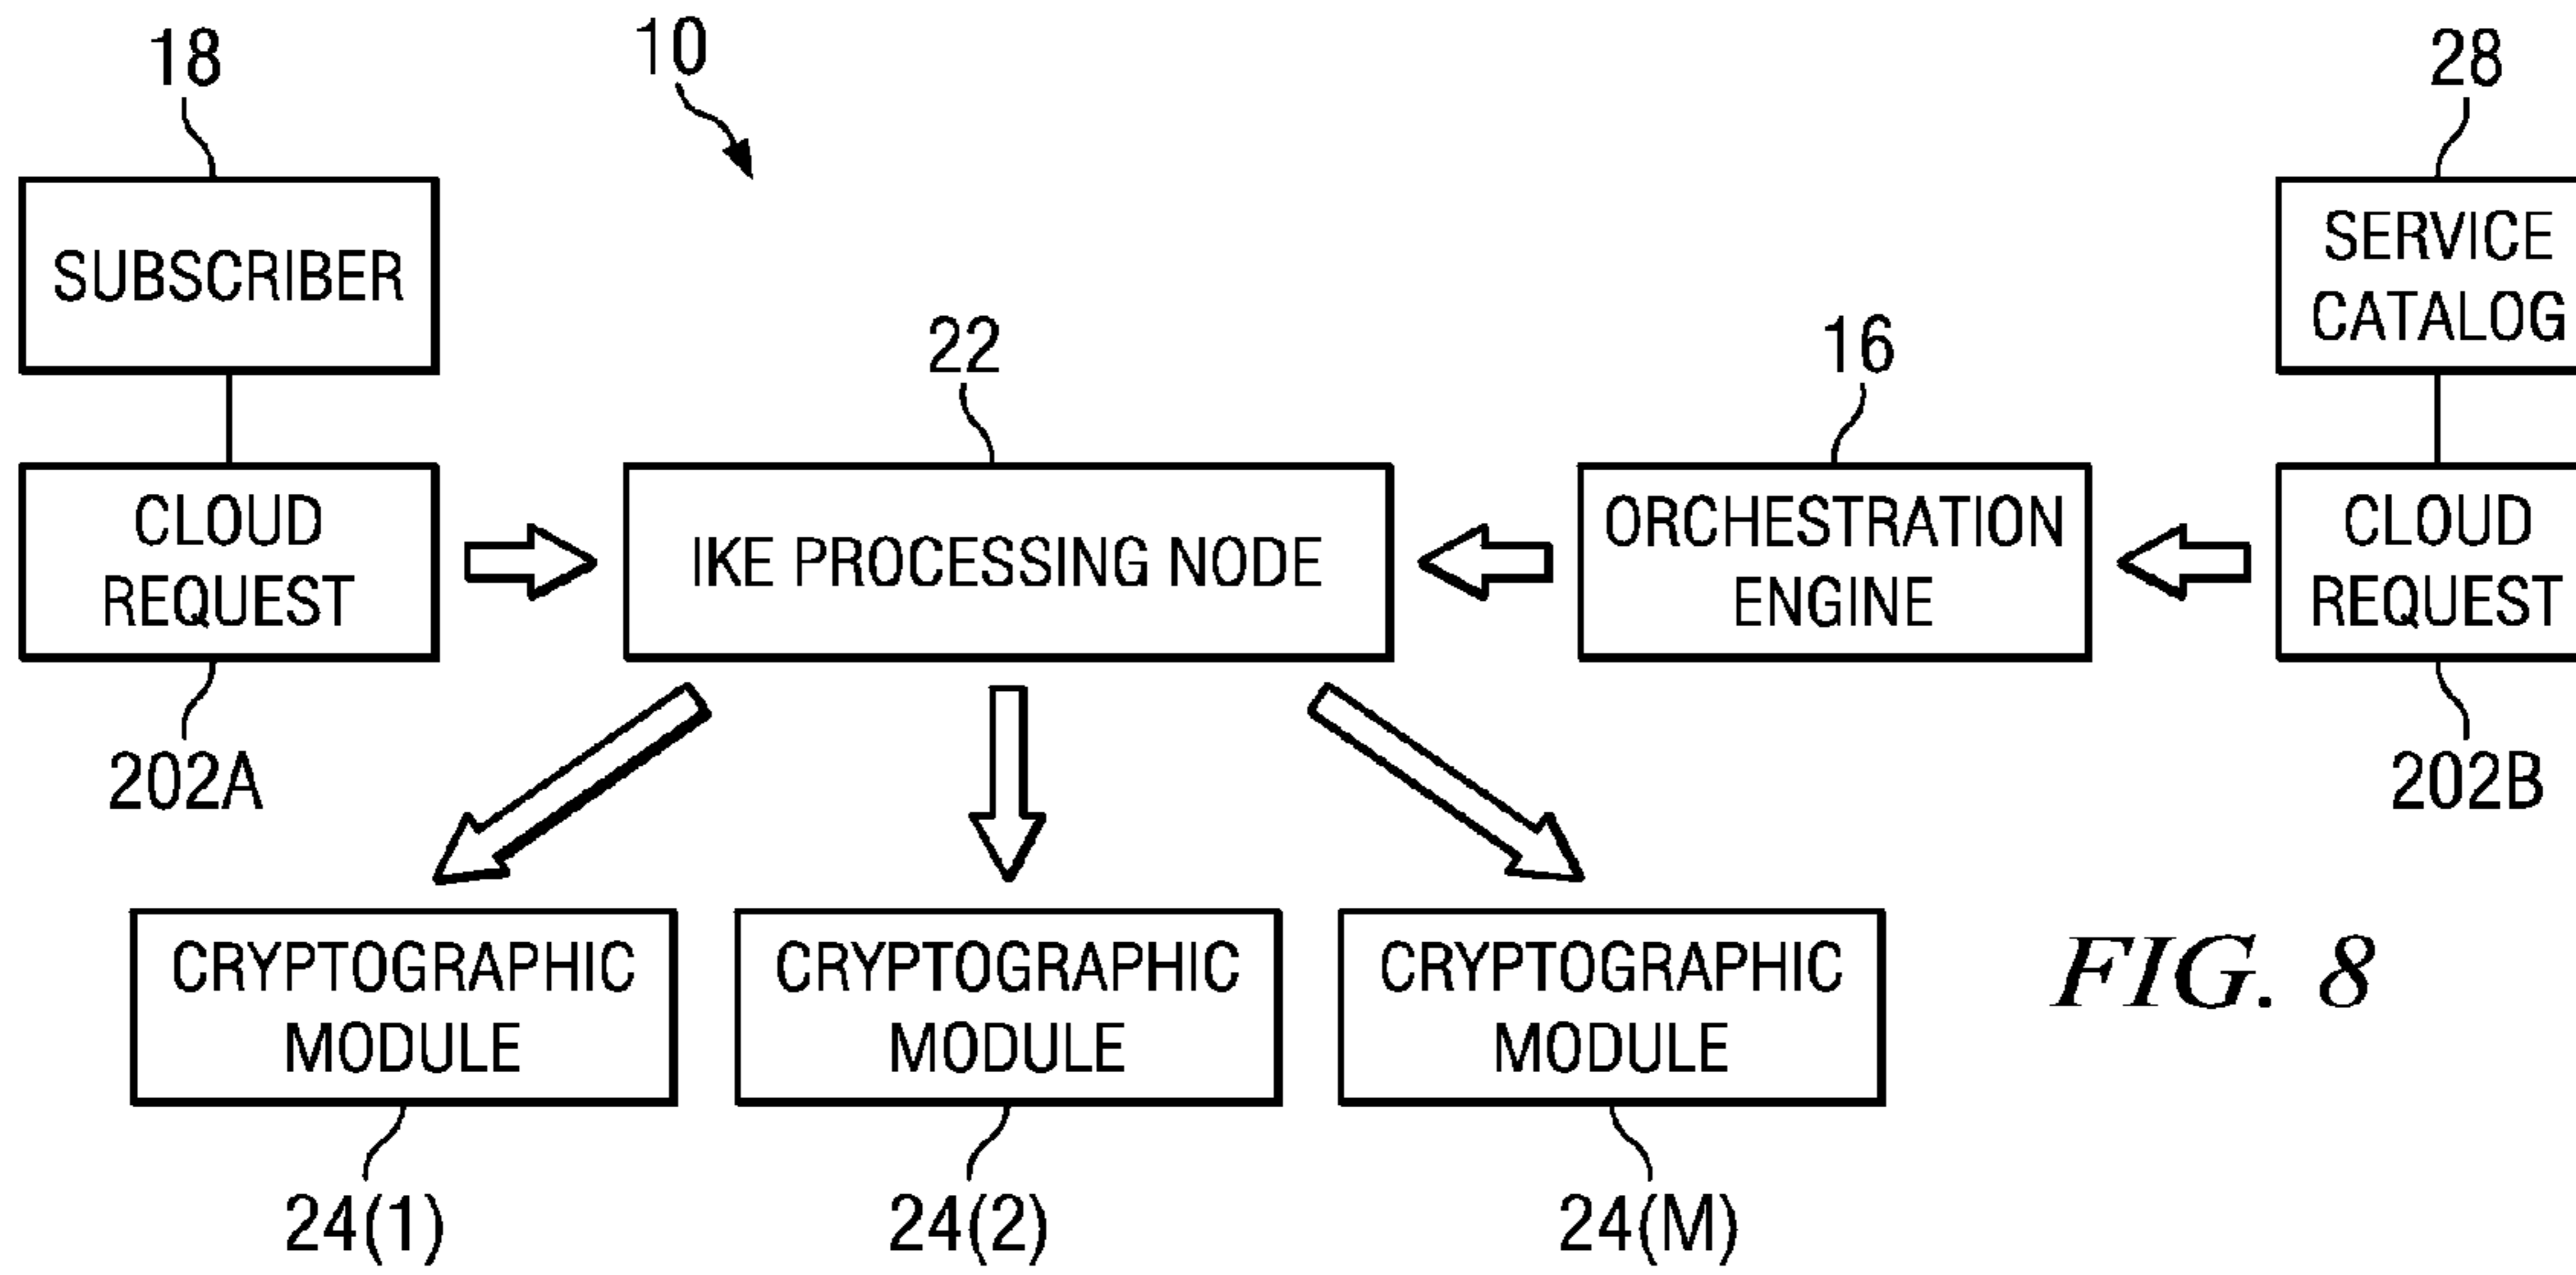 18
10
28
SUBSCRIBER
SERVICE
CATALOG
22
16
CLOUD
REQUEST
IKE PROCESSING NODE
ORCHESTRATION
ENGINE
CLOUD
REQUEST
202A
202B
CRYPTOGRAPHIC
MODULE
CRYPTOGRAPHIC
MODULE
CRYPTOGRAPHIC
MODULE
FIG. 8
24(1)
24(2)
24(M)